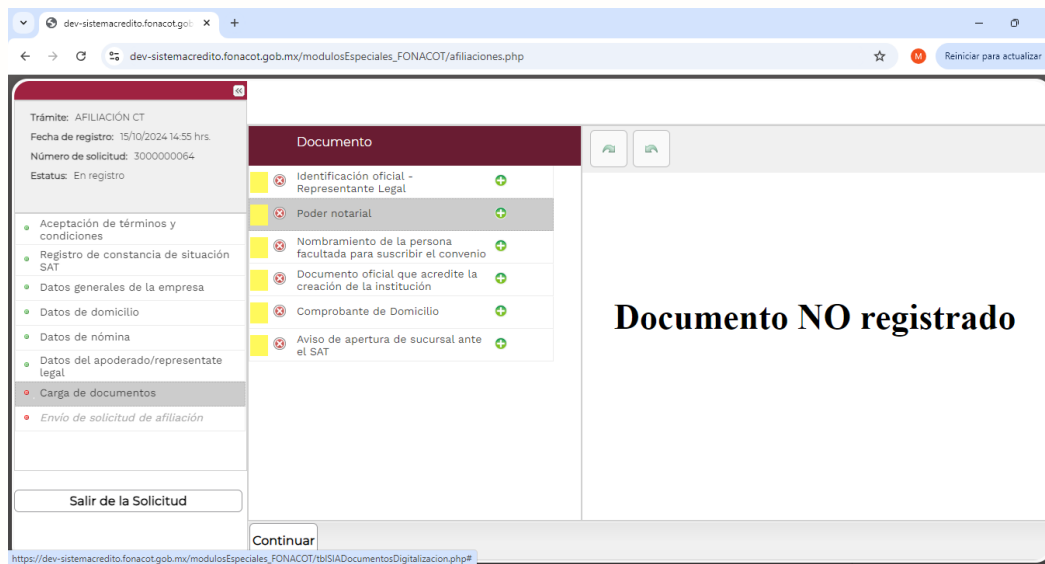 dev-sistemacredito.fonacot.gob
dev-sistemacredito.fonacot.gob.mx/modulosEspeciales_FONACOT/afiliaciones.php
M
Reiniciar para actualizar
Trámite: AFILIACIÓN CT
Fecha de registro: 15/10/2024 14:55 hrs.
Número de solicitud: 3000000064
Estatus: En registro
Aceptación de términos y
condiciones
Registro de constancia de situación
SAT
Datos generales de la empresa
Datos de domicilio
Datos de nómina
Datos del apoderado/representate
legal
Carga de documentos
Envío de solicitud de afiliación
Salir de la Solicitud
Documento
Identificación oficial -
Representante Legal
Poder notarial
Nombramiento de la persona
facultada para suscribir el convenio
Documento oficial que acredite la
creación de la institución
Comprobante de Domicilio
Aviso de apertura de sucursal ante
el SAT
Documento NO registrado
Continuar
https://dev-sistemacredito.fonacot.gob.mx/modulosEspeciales_FONACOT/tblSIADocumentosDigitalizacion.php#